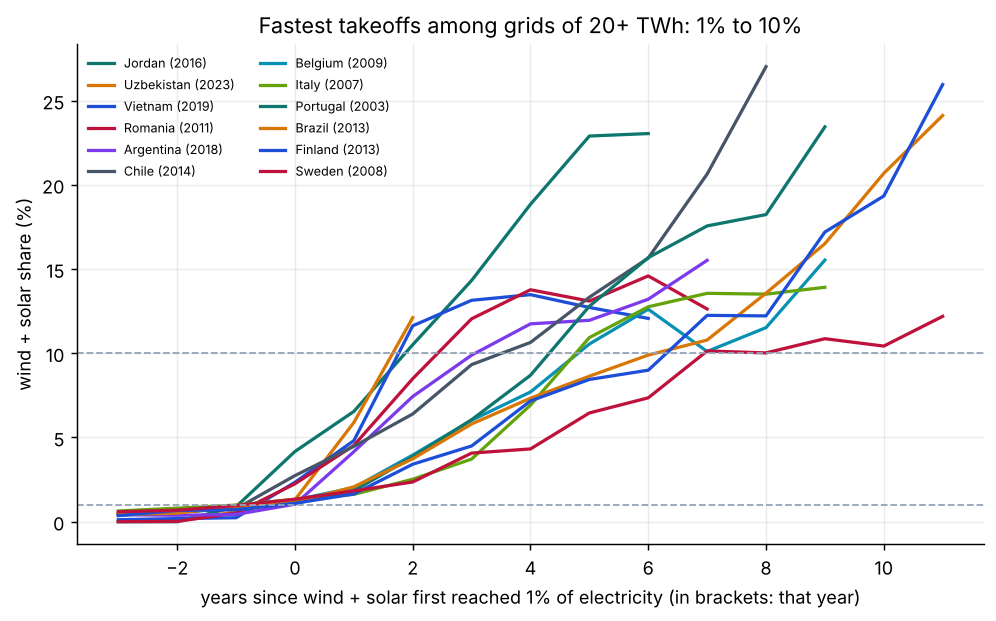 Fastest takeoffs among grids of 20+ TWh: 1% to 10%
Jordan (2016)
Uzbekistan (2023)
Vietnam (2019)
Romania (2011)
Argentina (2018)
Chile (2014)
Belgium (2009)
Italy (2007)
Portugal (2003)
Brazil (2013)
Finland (2013)
Sweden (2008)
wind + solar share (%)
25
20
15
10
5
0
−2
0
2
4
6
8
10
years since wind + solar first reached 1% of electricity (in brackets: that year)